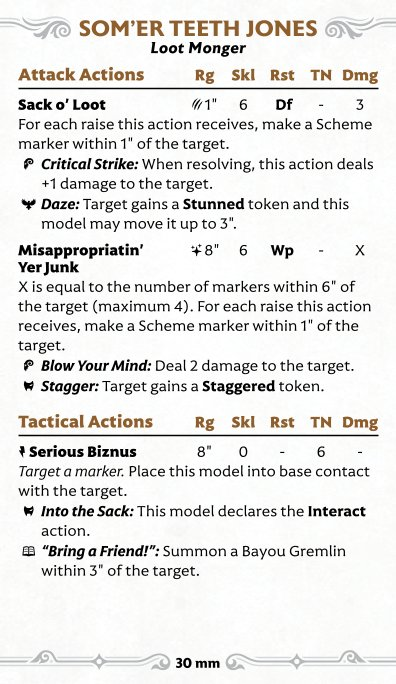 SOM'ER TEETH JONES
Loot Monger
Attack Actions Rg Skl Rst TN Dmg
Sack o' Loot 1" 6 Df - 3
For each raise this action receives, make a Scheme
marker within 1" of the target.
Critical Strike: When resolving, this action deals
+1 damage to the target.
Daze: Target gains a Stunned token and this
model may move it up to 3".
Misappropriatin' 8" 6 Wp - X
Yer Junk
X is equal to the number of markers within 6" of
the target (maximum 4). For each raise this action
receives, make a Scheme marker within 1" of the
target.
Blow Your Mind: Deal 2 damage to the target.
Stagger: Target gains a Staggered token.
Tactical Actions Rg Skl Rst TN Dmg
Serious Biznus 8" 0 - 6 -
Target a marker. Place this model into base contact
with the target.
Into the Sack: This model declares the Interact
action.
"Bring a Friend!": Summon a Bayou Gremlin
within 3" of the target.
30 mm